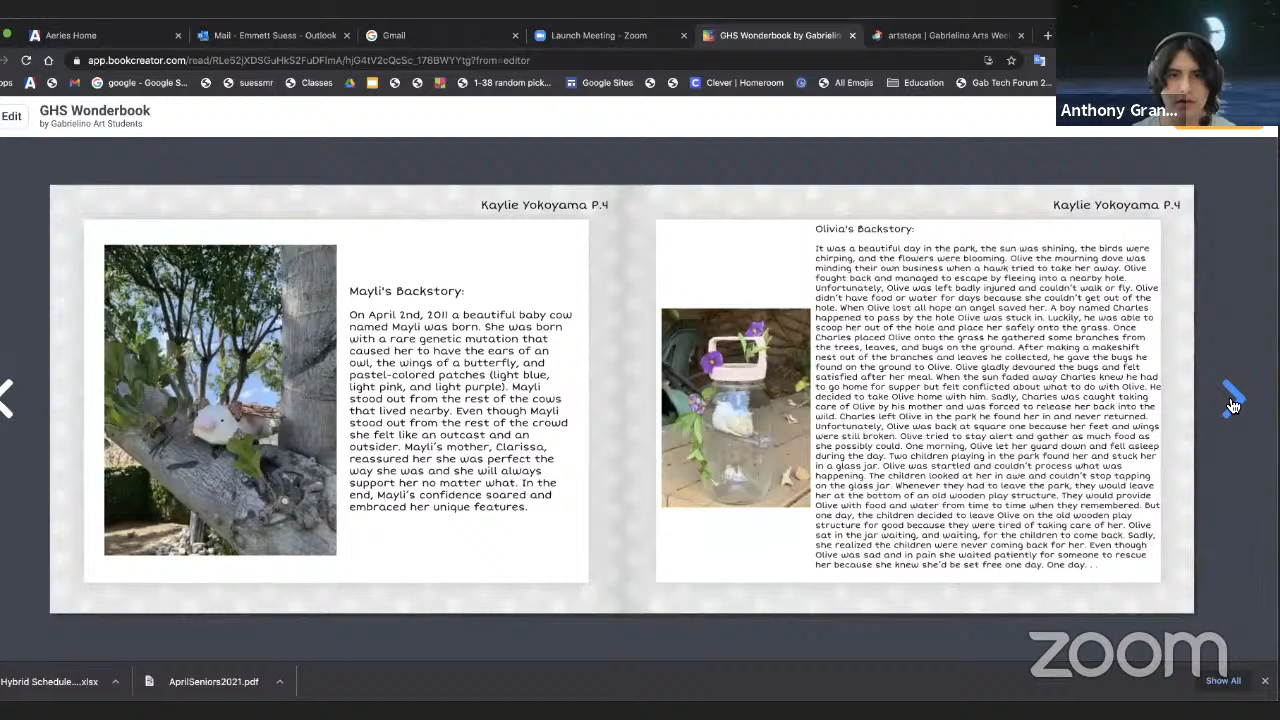 Aeries Home
Mail - Emmett Suess - Outlook
Gmail
Launch Meeting - Zoom
GHS Wonderbook by Gabrielin
artsteps | Gabrielino Arts Week
app.bookcreator.com/read/RLe52jXDSGuHkS2FuDFImA/hjG4tV2cQcSc_178BWYYtg?from=editor
pps
google - Google S...
suessmr
Classes
1-38 random pick...
Google Sites
Clever | Homeroom
All Emojis
Education
Gab Tech Forum 2...
Anthony Gran...
Edit
GHS Wonderbook
by Gabrielino Art Students
Kaylie Yokoyama P.4
Mayli's Backstory:
On April 2nd, 2011 a beautiful baby cow
named Mayli was born. She was born
with a rare genetic mutation that
caused her to have the ears of an
owl, the wings of a butterfly, and
pastel-colored patches (light blue,
light pink, and light purple). Mayli
stood out from the rest of the cows
that lived nearby. Even though Mayli
stood out from the rest of the crowd
she felt like an outcast and an
outsider. Mayli's mother, Clarissa,
reassured her she was perfect the
way she was and she will always
support her no matter what. In the
end, Mayli's confidence soared and
embraced her unique features.
Kaylie Yokoyama P.4
Olivia's Backstory:
It was a beautiful day in the park, the sun was shining, the birds were
chirping, and the flowers were blooming. Olive the mourning dove was
minding their own business when a hawk tried to take her away. Olive
fought back and managed to escape by fleeing into a nearby hole.
Unfortunately, Olive was left badly injured and couldn't walk or fly. Olive
didn't have food or water for days because she couldn't get out of the
hole. When Olive lost all hope an angel saved her. A boy named Charles
happened to pass by the hole Olive was stuck in. Luckily, he was able to
scoop her out of the hole and place her safely onto the grass. Once
Charles placed Olive onto the grass he gathered some branches from
the trees, leaves, and bugs on the ground. After making a makeshift
nest out of the branches and leaves he collected, he gave the bugs he
found on the ground to Olive. Olive gladly devoured the bugs and felt
satisfied after her meal. When the sun faded away Charles knew he had
to go home for supper but felt conflicted about what to do with Olive. He
decided to take Olive home with him. Sadly, Charles was caught taking
care of Olive by his mother and was forced to release her back into the
wild. Charles left Olive in the park he found her in and never returned.
Unfortunately, Olive was back at square one because her feet and wings
were still broken. Olive tried to stay alert and gather as much food as
she possibly could. One morning, Olive let her guard down and fell asleep
during the day. Two children playing in the park found her and stuck her
in a glass jar. Olive was startled and couldn't process what was
happening. The children looked at her in awe and couldn't stop tapping
on the glass jar. Whenever they had to leave the park, they would leave
her at the bottom of an old wooden play structure. They would provide
Olive with food and water from time to time when they remembered. But
one day, the children decided to leave Olive on the old wooden play
structure for good because they were tired of taking care of her. Olive
sat in the jar waiting, and waiting, for the children to come back. Sadly,
she realized the children were never coming back for her. Even though
Olive was sad and in pain she waited patiently for someone to rescue
her because she knew she'd be set free one day. One day. . .
zoom
Hybrid Schedule....xlsx
AprilSeniors2021.pdf
Show All